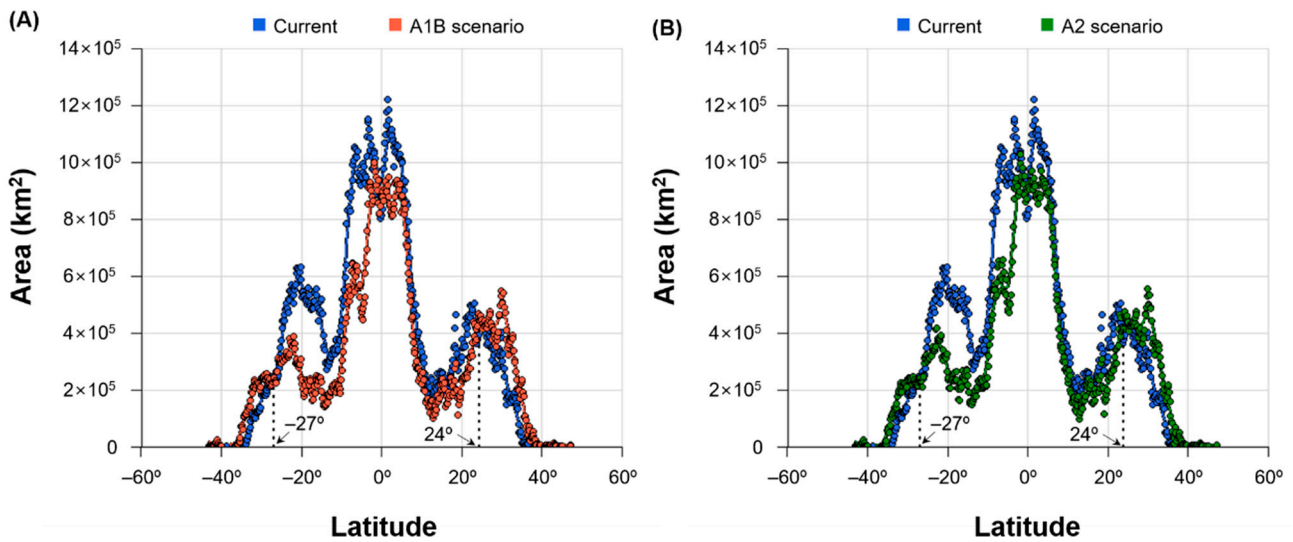 (A)
Current
A1B scenario
14×10⁵
12×10⁵
10×10⁵
8×10⁵
6×10⁵
4×10⁵
2×10⁵
0
Area (km²)
–27º
24º
–60º
–40º
–20º
0º
20º
40º
60º
Latitude
(B)
Current
A2 scenario
14×10⁵
12×10⁵
10×10⁵
8×10⁵
6×10⁵
4×10⁵
2×10⁵
0
Area (km²)
–27º
24º
–60º
–40º
–20º
0º
20º
40º
60º
Latitude